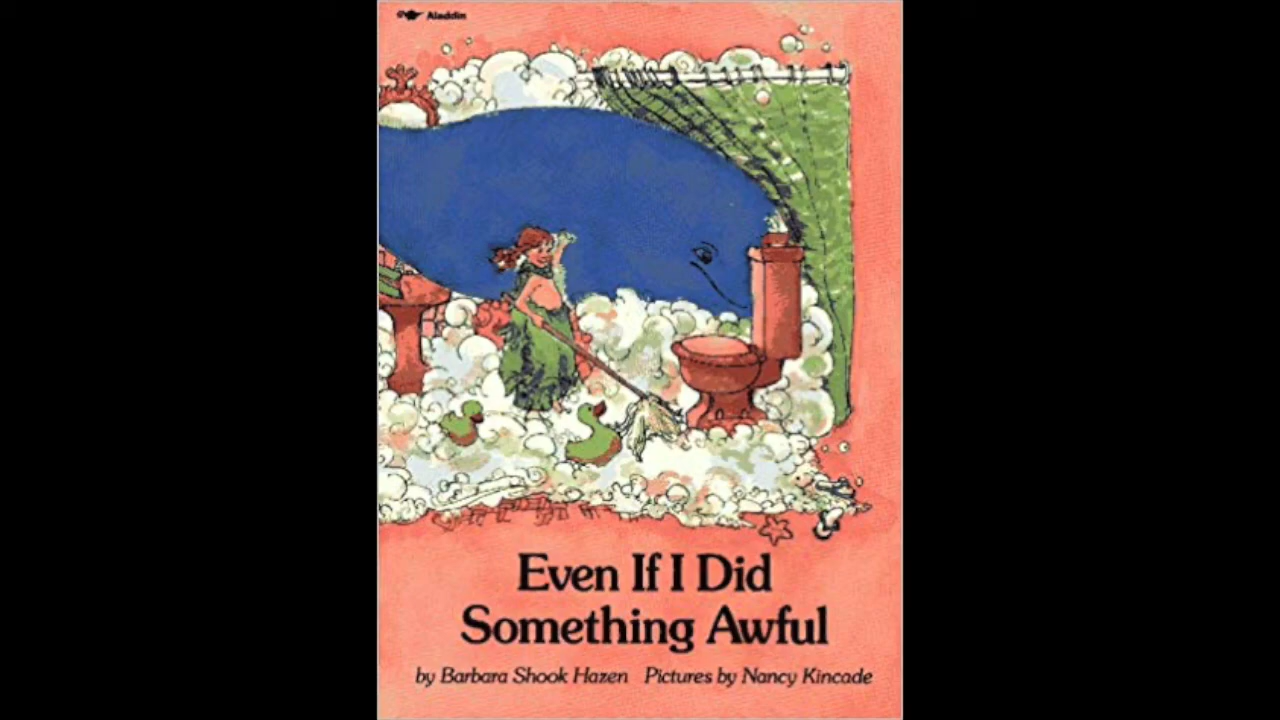 Aladdin
Even If I Did
Something Awful
by Barbara Shook Hazen Pictures by Nancy Kincade